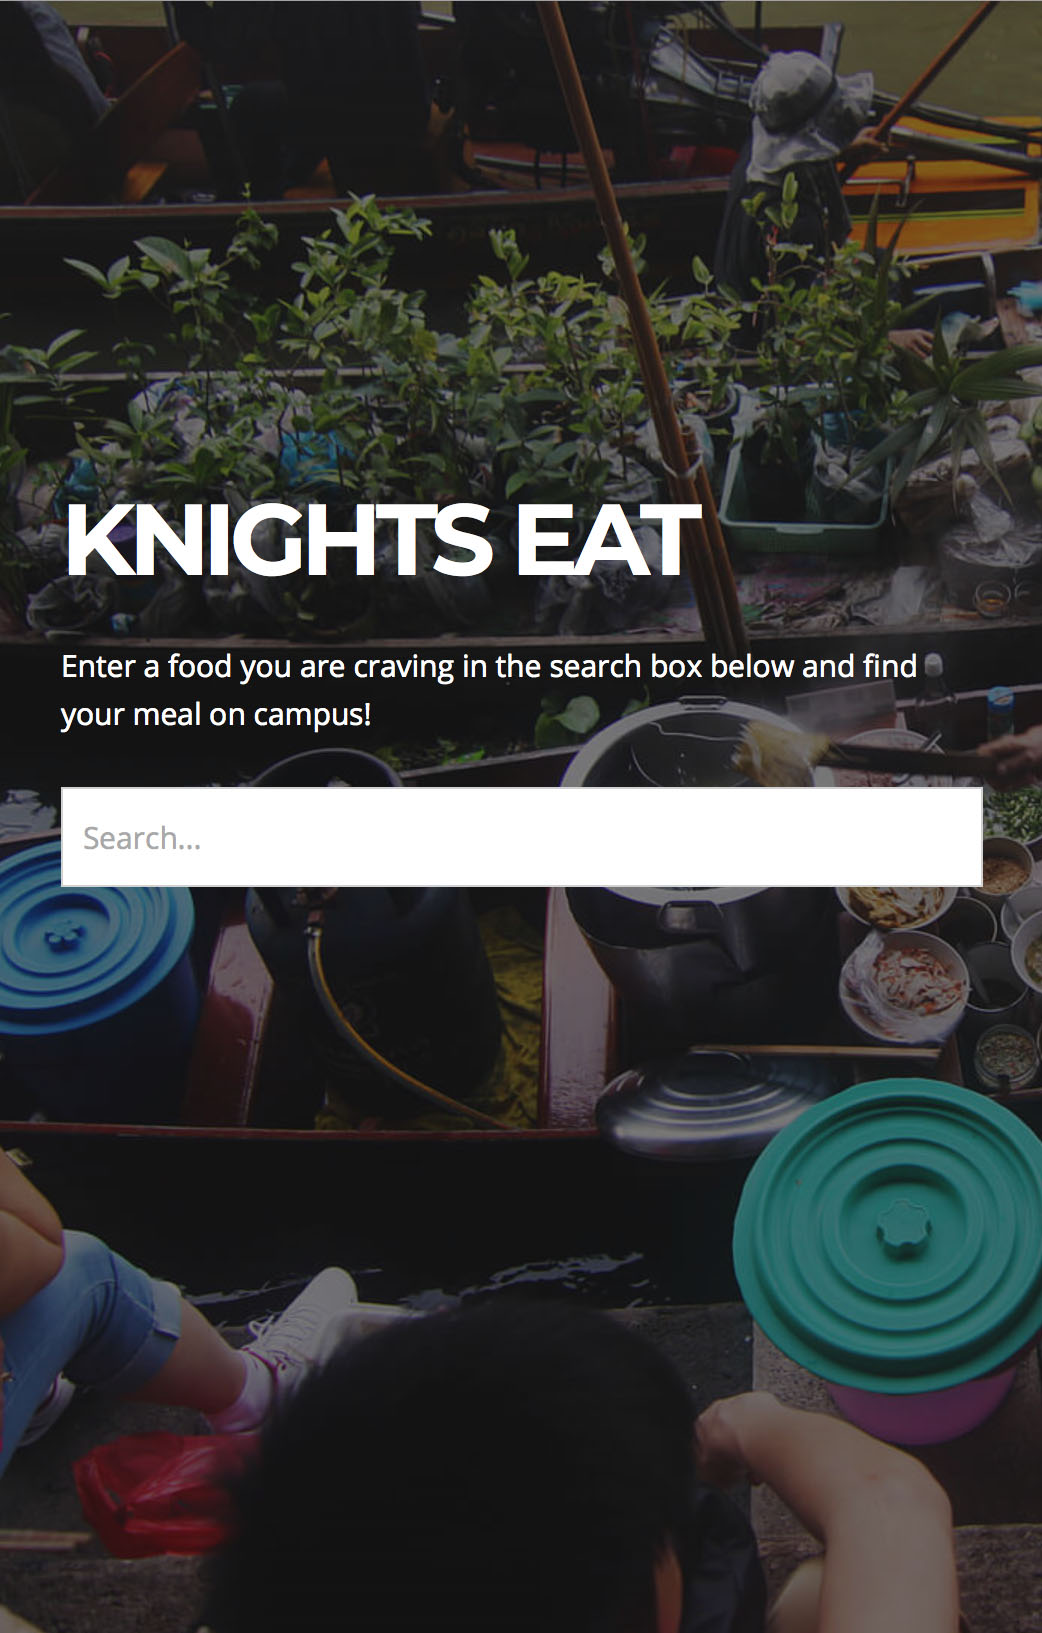 KNIGHTS EAT
Enter a food you are craving in the search box below and find
your meal on campus!
Search...